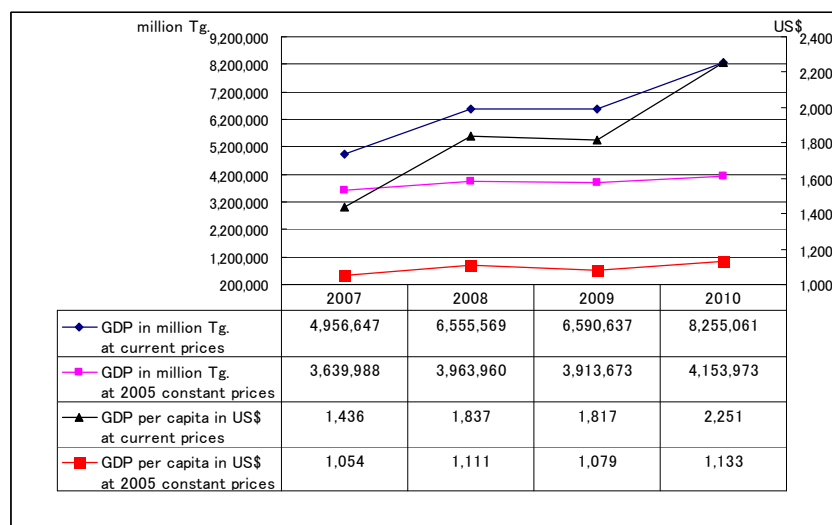 million Tg. US$
9,200,000 2,400
8,200,000 2,200
7,200,000 2,000
6,200,000 1,800
5,200,000 1,600
4,200,000 1,400
3,200,000 1,200
2,200,000 1,000
1,200,000
200,000
2007 2008 2009 2010
GDP in million Tg.
at current prices 4,956,647 6,555,569 6,590,637 8,255,061
GDP in million Tg.
at 2005 constant prices 3,639,988 3,963,960 3,913,673 4,153,973
GDP per capita in US$
at current prices 1,436 1,837 1,817 2,251
GDP per capita in US$
at 2005 constant prices 1,054 1,111 1,079 1,133